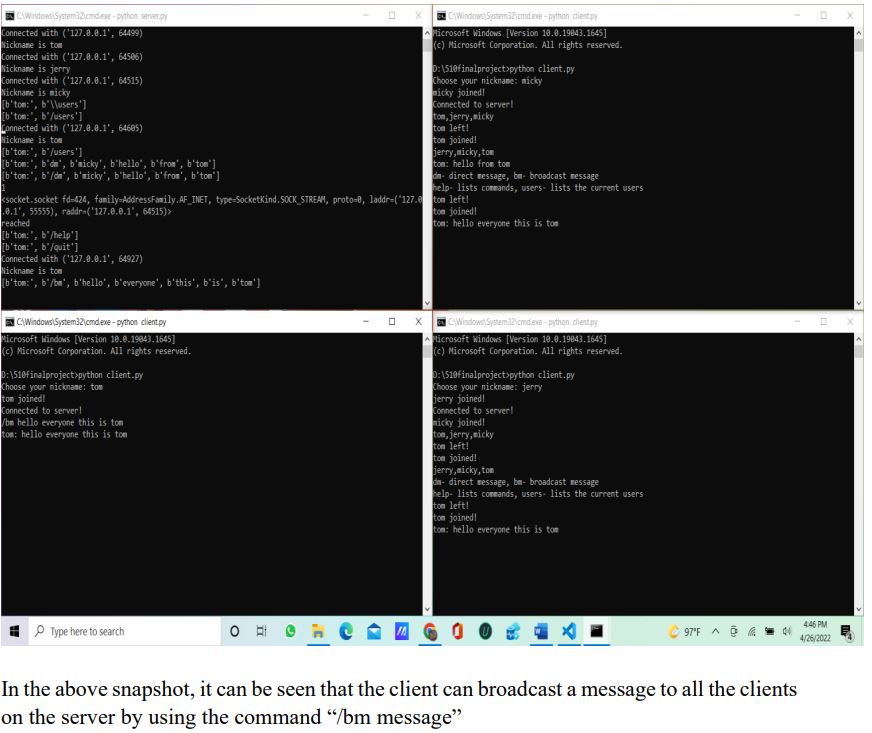 C:\Windows\System32\cmd.exe - python server.py
Connected with ('127.0.0.1', 64499)
Nickname is tom
Connected with ('127.0.0.1', 64506)
Nickname is jerry
Connected with ('127.0.0.1', 64515)
Nickname is micky
[b'tom:', b'\\users']
[b'tom:', b'/users']
Connected with ('127.0.0.1', 64605)
Nickname is tom
[b'tom:', b'/users']
[b'tom:', b'dm', b'micky', b'hello', b'from', b'tom']
[b'tom:', b'/dm', b'micky', b'hello', b'from', b'tom']
1
<socket.socket fd=424, family=AddressFamily.AF_INET, type=SocketKind.SOCK_STREAM, proto=0, laddr=('127.0
.0.1', 55555), raddr=('127.0.0.1', 64515)>
reached
[b'tom:', b'/help']
[b'tom:', b'/quit']
Connected with ('127.0.0.1', 64927)
Nickname is tom
[b'tom:', b'/bm', b'hello', b'everyone', b'this', b'is', b'tom']
C:\Windows\System32\cmd.exe - python client.py
Microsoft Windows [Version 10.0.19043.1645]
(c) Microsoft Corporation. All rights reserved.
D:\510finalproject>python client.py
Choose your nickname: micky
micky joined!
Connected to server!
tom,jerry,micky
tom left!
tom joined!
jerry,micky,tom
tom: hello from tom
dm- direct message, bm- broadcast message
help- lists commands, users- lists the current users
tom left!
tom joined!
tom: hello everyone this is tom
C:\Windows\System32\cmd.exe - python client.py
Microsoft Windows [Version 10.0.19043.1645]
(c) Microsoft Corporation. All rights reserved.
D:\510finalproject>python client.py
Choose your nickname: tom
tom joined!
Connected to server!
/bm hello everyone this is tom
tom: hello everyone this is tom
C:\Windows\System32\cmd.exe - python client.py
Microsoft Windows [Version 10.0.19043.1645]
(c) Microsoft Corporation. All rights reserved.
D:\510finalproject>python client.py
Choose your nickname: jerry
jerry joined!
Connected to server!
micky joined!
tom,jerry,micky
tom left!
tom joined!
jerry,micky,tom
dm- direct message, bm- broadcast message
help- lists commands, users- lists the current users
tom left!
tom joined!
tom: hello everyone this is tom
Type here to search
97°F
4:46 PM
4/26/2022
4
In the above snapshot, it can be seen that the client can broadcast a message to all the clients
on the server by using the command “/bm message”